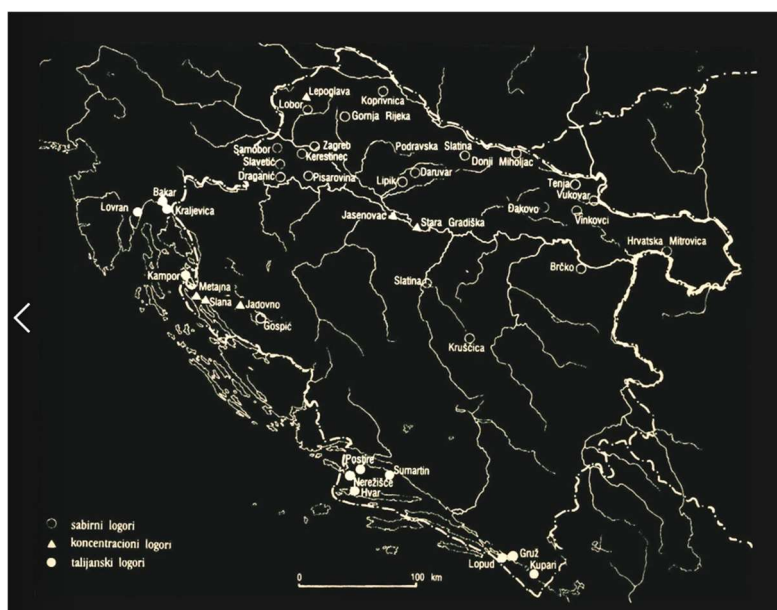 Lepoglava
Koprivnica
Lobor
Gornja Rijeka
Samobor
Zagreb
Podravska Slatina
Kerestinec
Slavetić
Donji Miholjac
Draganić
Pisarovina
Lipik
Daruvar
Tenja
Bakar
Vukovar
Lovran
Kraljevica
Jasenovac
Đakovo
Stara Gradiška
Vinkovci
Hrvatska Mitrovica
Kampor
Brčko
Metajna
Slatina
Slana
Jadovno
Gospić
Kruščica
Postire
Sumartin
Nerežišće
Hvar
sabirni logori
koncentracioni logori
talijanski logori
Gruž
Lopud
Kupari
0 100 km